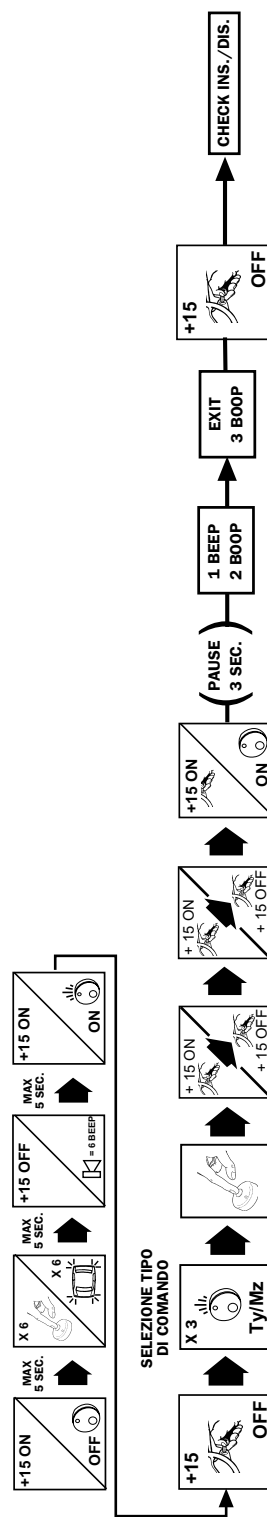 +15 ON
OFF
MAX
5 SEC.
X 6
X 6
MAX
5 SEC.
+15 OFF
= 6 BEEP
MAX
5 SEC.
+15 ON
ON
SELEZIONE TIPO
DI COMANDO
+15
OFF
X 3
Ty/Mz
+ 15 ON
+ 15 OFF
+ 15 ON
+ 15 OFF
+15 ON
ON
PAUSE
3 SEC.
1 BEEP
2 BOOP
EXIT
3 BOOP
+15
OFF
CHECK INS./DIS.